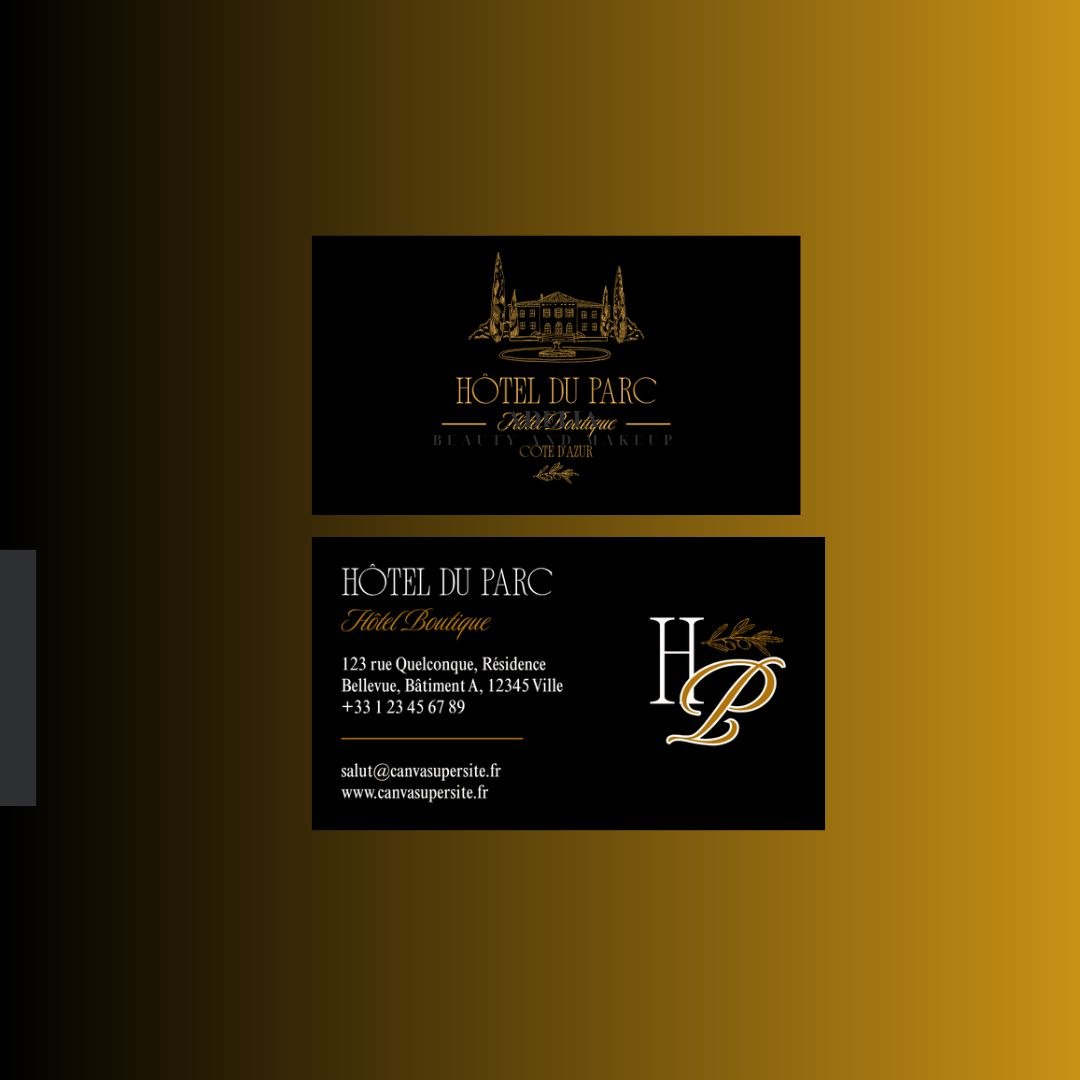 HÔTEL DU PARC
Hôtel Boutique
BEAUTY AND MAKEUP
CÔTE D'AZUR
HÔTEL DU PARC
Hôtel Boutique
123 rue Quelconque, Résidence
Bellevue, Bâtiment A, 12345 Ville
+33 1 23 45 67 89
salut@canvasupersite.fr
www.canvasupersite.fr
HP